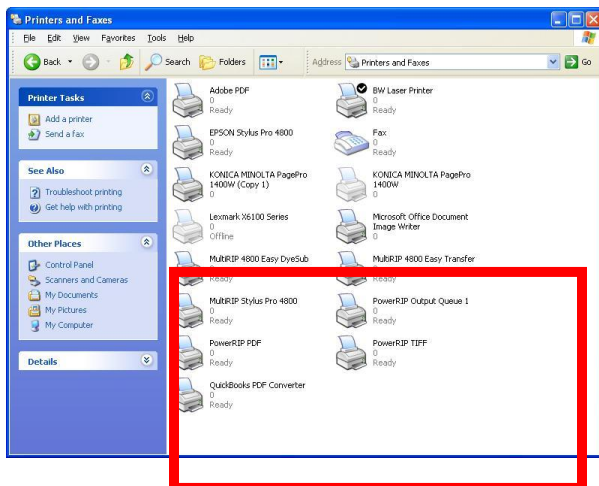 Printers and Faxes
File Edit View Favorites Tools Help
Back Search Folders Address Printers and Faxes Go
Printer Tasks
Add a printer
Send a fax
See Also
Troubleshoot printing
Get help with printing
Other Places
Control Panel
Scanners and Cameras
My Documents
My Pictures
My Computer
Details
Adobe PDF
0
Ready
BW Laser Printer
0
Ready
EPSON Stylus Pro 4800
0
Ready
Fax
0
Ready
KONICA MINOLTA PagePro
1400W (Copy 1)
0
KONICA MINOLTA PagePro
1400W
0
Lexmark X6100 Series
0
Offline
Microsoft Office Document
Image Writer
0
MultiRIP 4800 Easy DyeSub
Ready
MultiRIP 4800 Easy Transfer
Ready
MultiRIP Stylus Pro 4800
0
Ready
PowerRIP Output Queue 1
0
Ready
PowerRIP PDF
0
Ready
PowerRIP TIFF
0
Ready
QuickBooks PDF Converter
0
Ready